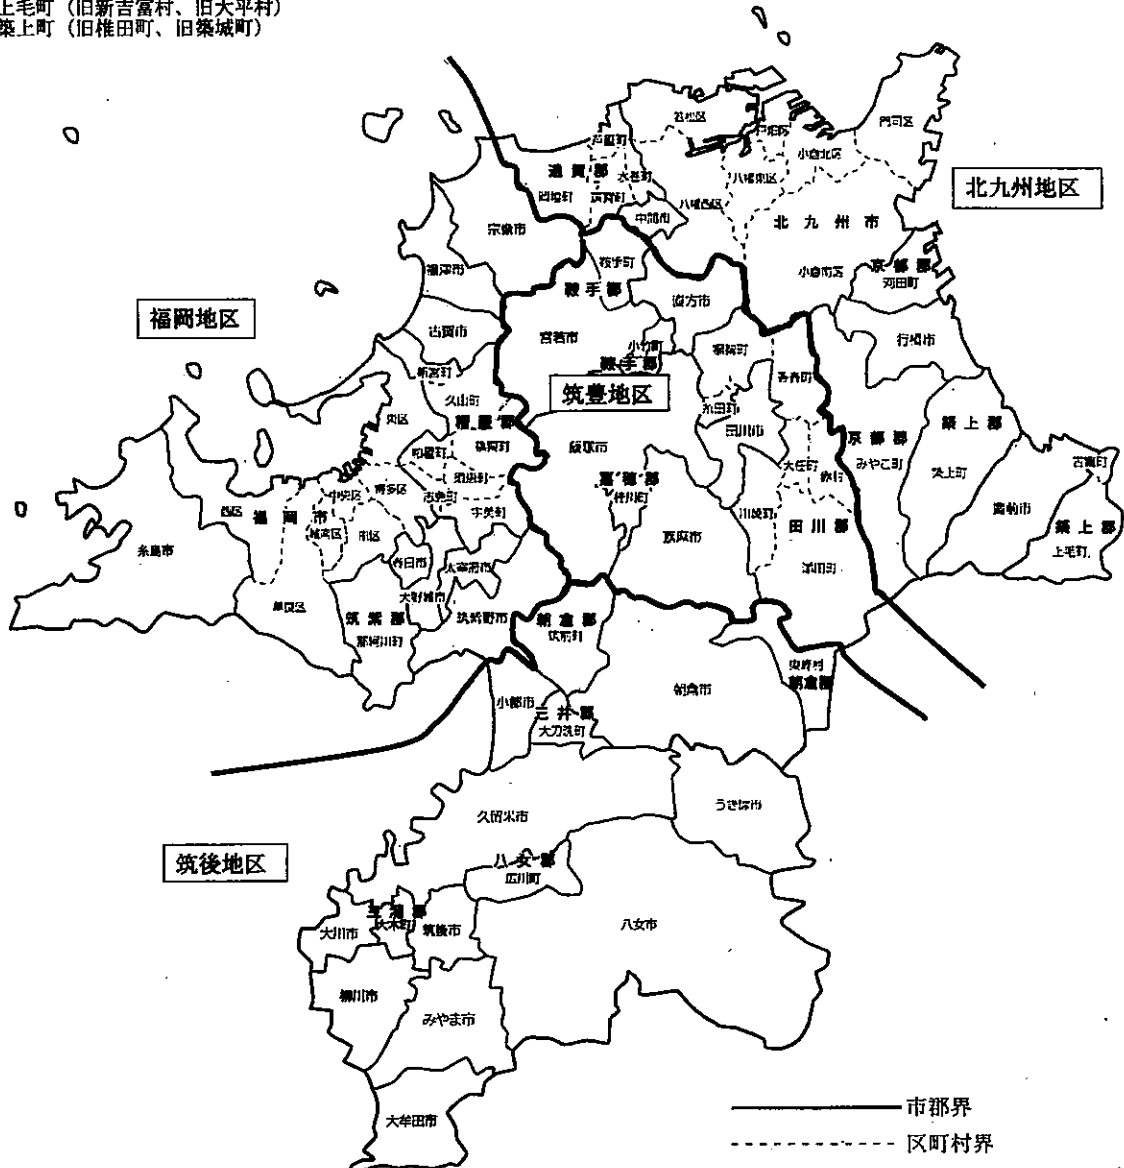 上毛町（旧新吉富村、旧大平村）
築上町（旧椎田町、旧築城町）
若松区
戸畑区
門司区
芦屋町
小倉北区
遠賀郡
水巻町
八幡東区
岡垣町
遠賀町
八幡西区
中間市
北九州市
北九州地区
宗像市
鞍手町
小倉南区
京都郡
苅田町
福津市
鞍手郡
直方市
福岡地区
古賀市
宮若市
小竹町
鞍手郡
福智町
行橋市
新宮町
香春町
久山町
筑豊地区
糸田町
東区
糟屋郡
篠栗町
田川市
築上郡
粕屋町
飯塚市
京都郡
みやこ町
須恵町
嘉穂郡
桂川町
大任町
赤村
築上町
吉富町
西区
福岡市
中央区
博多区
志免町
宇美町
川崎町
田川郡
豊前市
築上郡
上毛町
糸島市
城南区
南区
春日市
太宰府市
嘉麻市
添田町
早良区
大野城市
筑紫郡
那珂川町
筑紫野市
朝倉郡
筑前町
東峰村
朝倉郡
小郡市
三井郡
大刀洗町
朝倉市
久留米市
うきは市
筑後地区
八女郡
広川町
三潴郡
大木町
大川市
筑後市
八女市
柳川市
みやま市
大牟田市
市郡界
区町村界